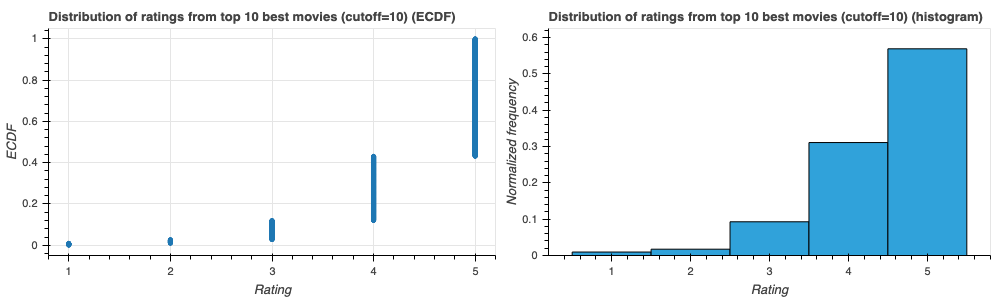 Distribution of ratings from top 10 best movies (cutoff=10) (ECDF)
1
0.8
0.6
0.4
0.2
0
ECDF
1 2 3 4 5
Rating
Distribution of ratings from top 10 best movies (cutoff=10) (histogram)
0.6
0.5
0.4
0.3
0.2
0.1
0
Normalized frequency
1 2 3 4 5
Rating